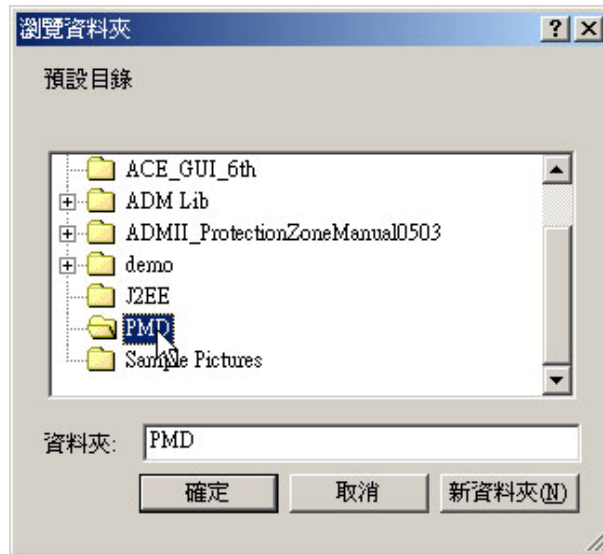 瀏覽資料夾
預設目錄
ACE_GUI_6th
ADM Lib
ADMII_ProtectionZoneManual0503
demo
J2EE
PMD
Sample Pictures
資料夾: PMD
確定 取消 新資料夾(N)